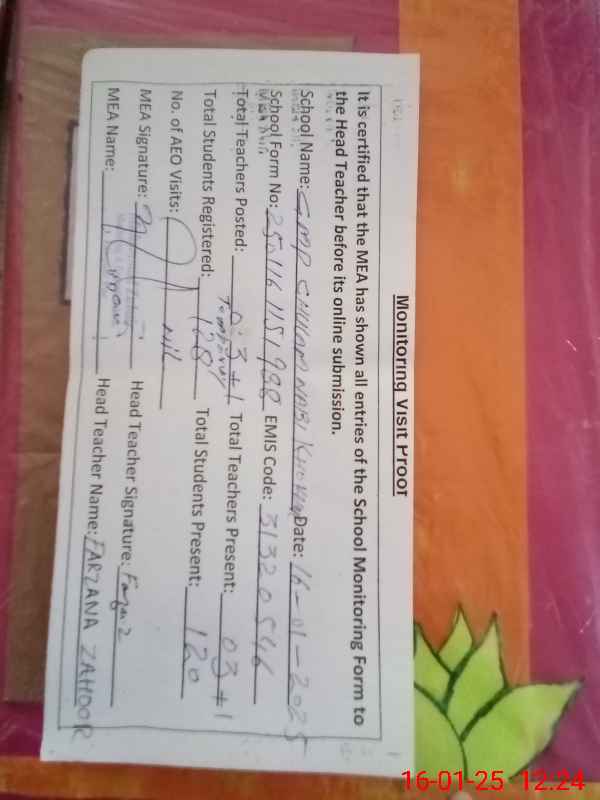 Monitoring Visit Proof
It is certified that the MEA has shown all entries of the School Monitoring Form to
the Head Teacher before its online submission.
School Name: GPPP GHULAM NABI Date: 16-01-2025
School Form No: EMIS Code: 31320546
Total Teachers Posted: 03+1 Total Teachers Present: 03+1
Temporary
Total Students Registered: 128 Total Students Present: 120
No. of AEO Visits: Nil
MEA Signature: Head Teacher Signature:
MEA Name: Head Teacher Name: FARZANA ZAHOOR
16-01-25 12:24